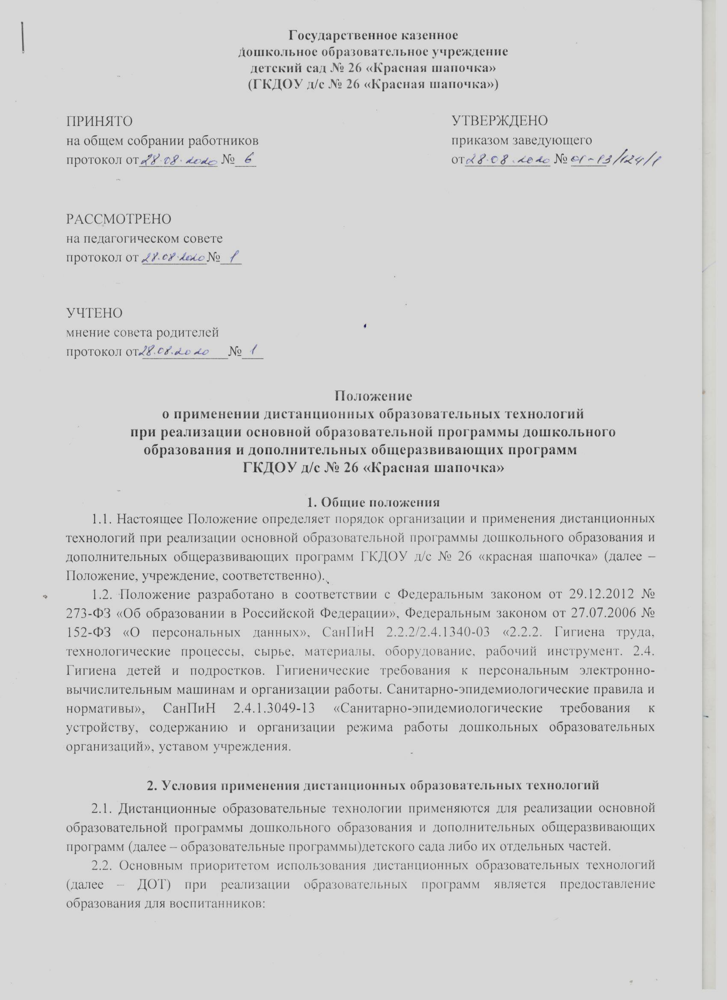 Государственное казенное
дошкольное образовательное учреждение
детский сад № 26 «Красная шапочка»
(ГКДОУ д/с № 26 «Красная шапочка»)
ПРИНЯТО
на общем собрании работников
протокол от 28.08.2020 № 6
УТВЕРЖДЕНО
приказом заведующего
от 28.08.2020 № 01-13/124/1
РАССМОТРЕНО
на педагогическом совете
протокол от 28.08.2020 № 1
УЧТЕНО
мнение совета родителей
протокол от 28.08.2020 № 1
Положение
о применении дистанционных образовательных технологий
при реализации основной образовательной программы дошкольного
образования и дополнительных общеразвивающих программ
ГКДОУ д/с № 26 «Красная шапочка»
1. Общие положения
1.1. Настоящее Положение определяет порядок организации и применения дистанционных
технологий при реализации основной образовательной программы дошкольного образования и
дополнительных общеразвивающих программ ГКДОУ д/с № 26 «красная шапочка» (далее –
Положение, учреждение, соответственно).
1.2. Положение разработано в соответствии с Федеральным законом от 29.12.2012 №
273-ФЗ «Об образовании в Российской Федерации», Федеральным законом от 27.07.2006 №
152-ФЗ «О персональных данных», СанПиН 2.2.2/2.4.1340-03 «2.2.2. Гигиена труда,
технологические процессы, сырье, материалы, оборудование, рабочий инструмент. 2.4.
Гигиена детей и подростков. Гигиенические требования к персональным электронно-
вычислительным машинам и организации работы. Санитарно-эпидемиологические правила и
нормативы», СанПиН 2.4.1.3049-13 «Санитарно-эпидемиологические требования к
устройству, содержанию и организации режима работы дошкольных образовательных
организаций», уставом учреждения.
2. Условия применения дистанционных образовательных технологий
2.1. Дистанционные образовательные технологии применяются для реализации основной
образовательной программы дошкольного образования и дополнительных общеразвивающих
программ (далее – образовательные программы)детского сада либо их отдельных частей.
2.2. Основным приоритетом использования дистанционных образовательных технологий
(далее – ДОТ) при реализации образовательных программ является предоставление
образования для воспитанников: